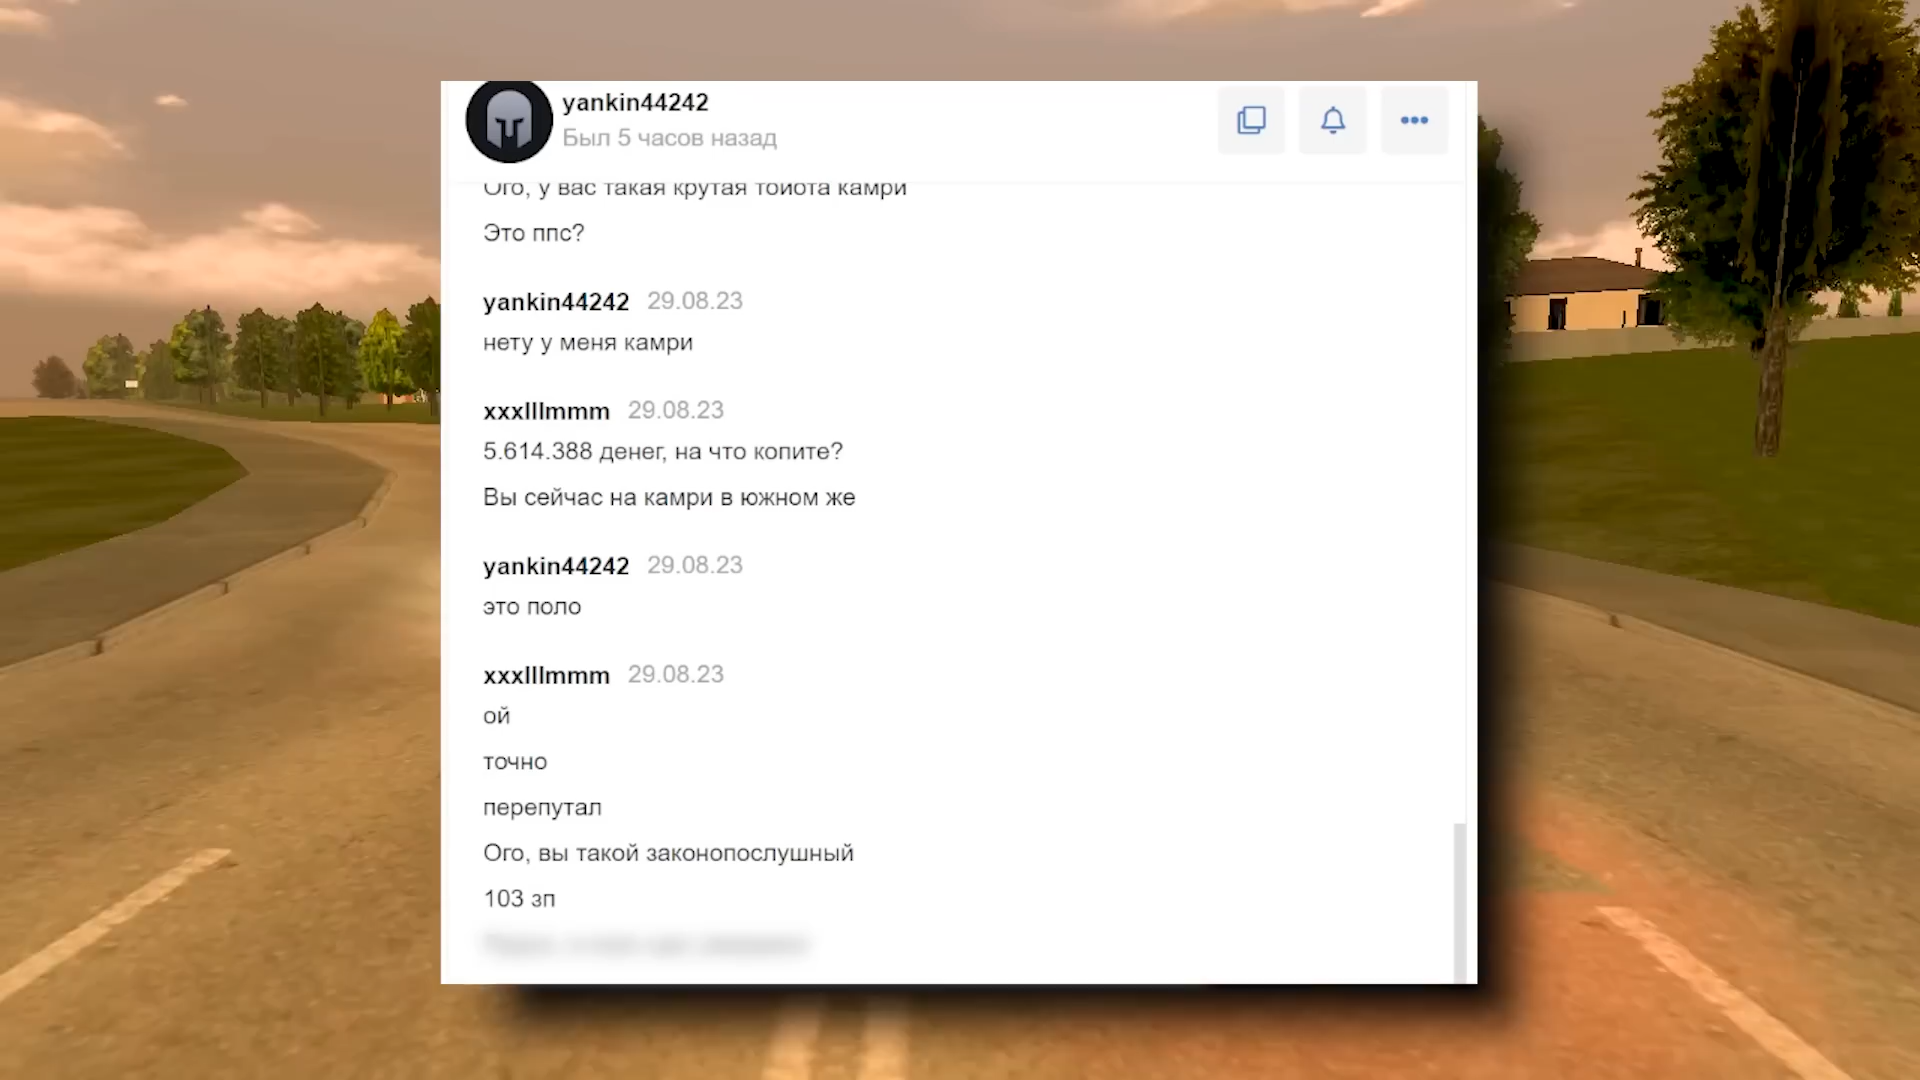 yankin44242
Был 5 часов назад
Ого, у вас такая крутая тойота камри
Это ппс?
yankin44242 29.08.23
нету у меня камри
xxxlllmmm 29.08.23
5.614.388 денег, на что копите?
Вы сейчас на камри в южном же
yankin44242 29.08.23
это поло
xxxlllmmm 29.08.23
ой
точно
перепутал
Ого, вы такой законопослушный
103 зп